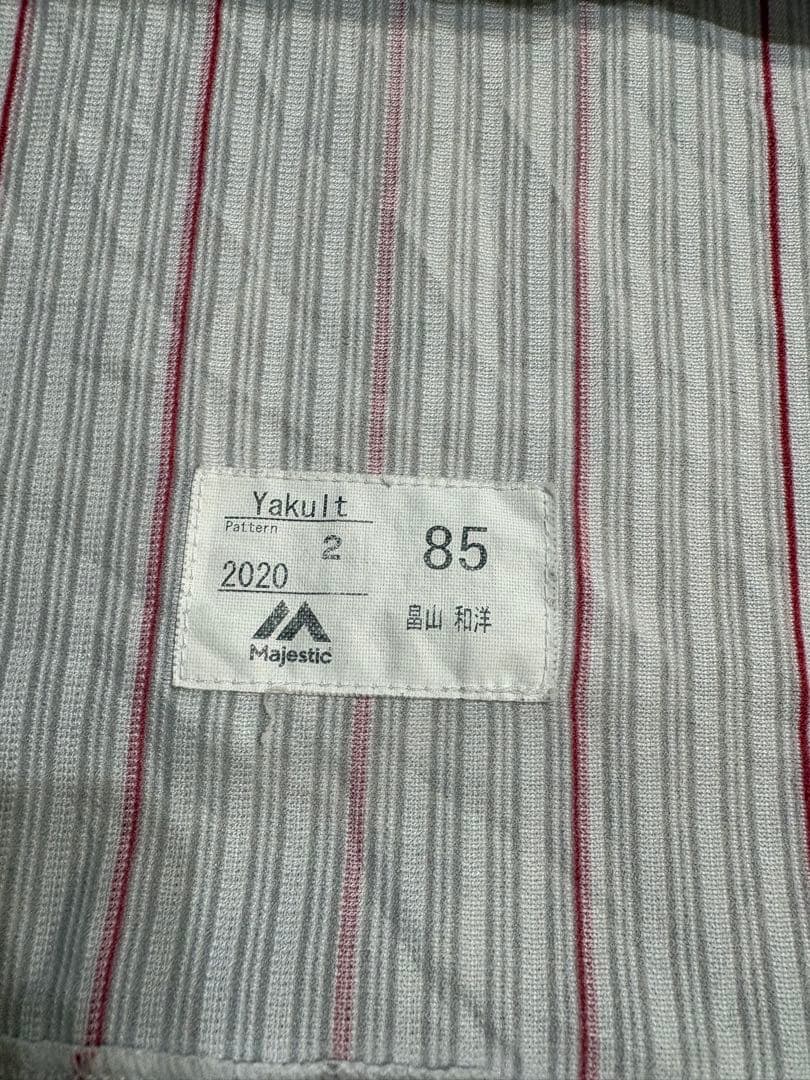 Yakult
Pattern
2
2020
Majestic
85
畠山 和洋